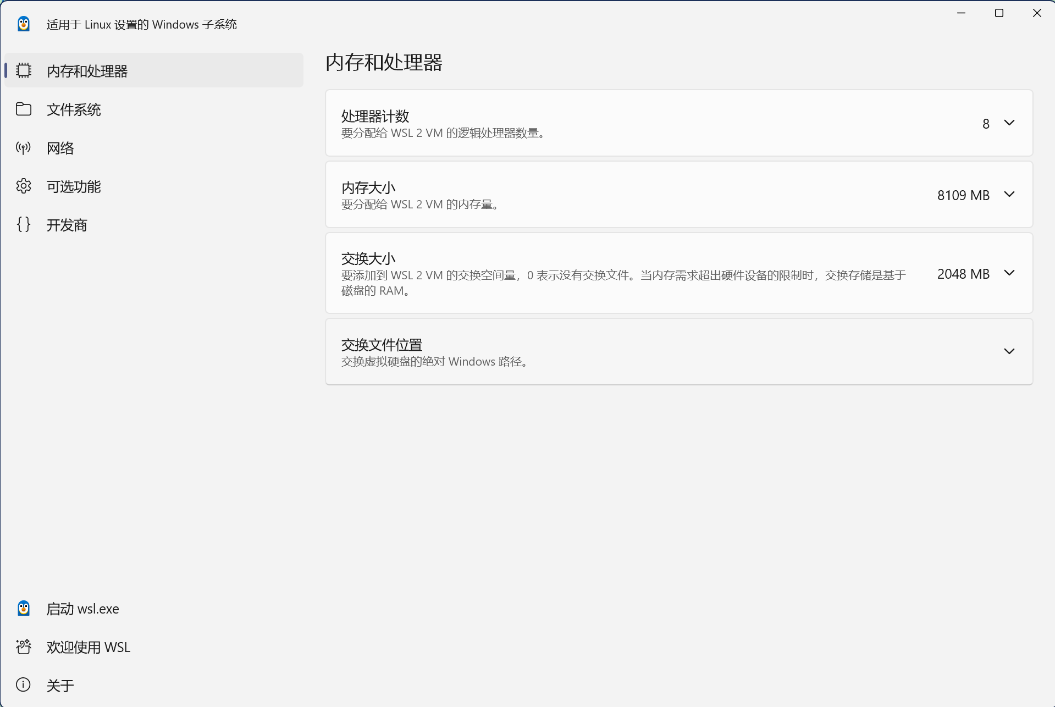 适用于 Linux 设置的 Windows 子系统
内存和处理器
文件系统
网络
可选功能
开发商
启动 wsl.exe
欢迎使用 WSL
关于
内存和处理器
处理器计数
要分配给 WSL 2 VM 的逻辑处理器数量。
8
内存大小
要分配给 WSL 2 VM 的内存量。
8109 MB
交换大小
要添加到 WSL 2 VM 的交换空间量，0 表示没有交换文件。当内存需求超出硬件设备的限制时，交换存储是基于
磁盘的 RAM。
2048 MB
交换文件位置
交换虚拟硬盘的绝对 Windows 路径。